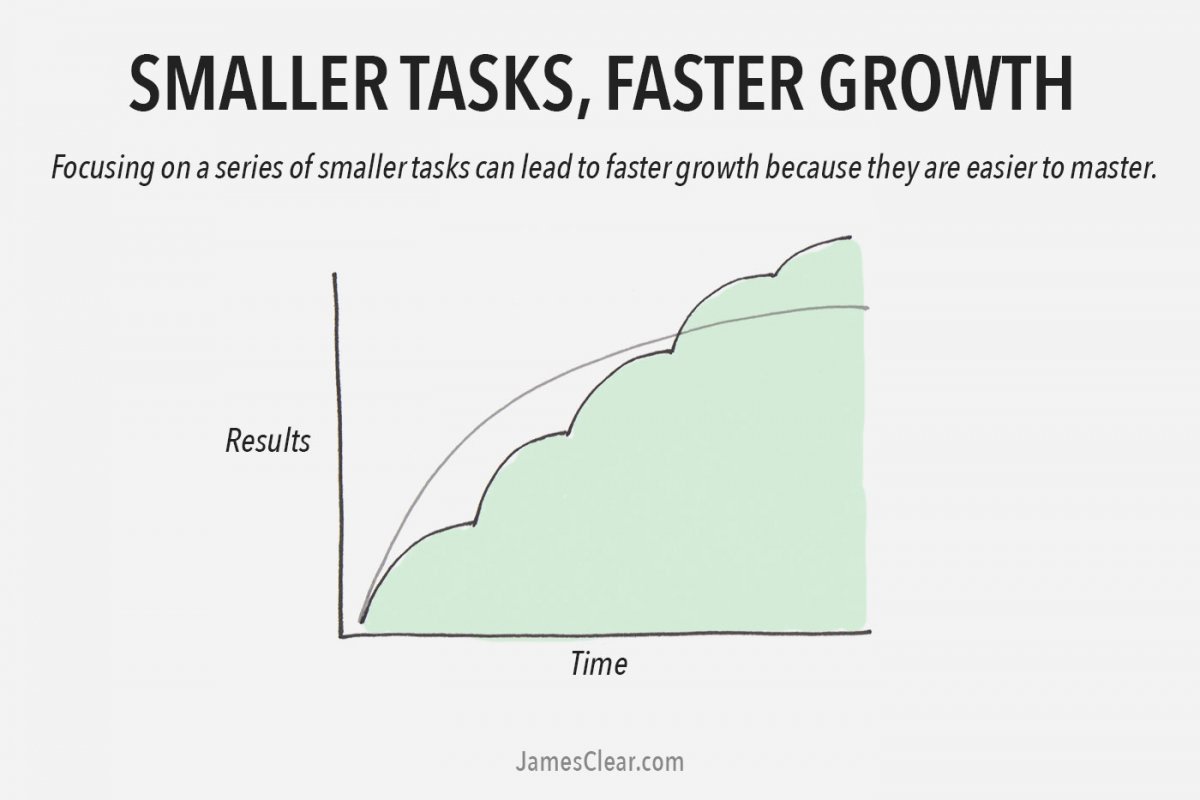 SMALLER TASKS, FASTER GROWTH
Focusing on a series of smaller tasks can lead to faster growth because they are easier to master.
Results
Time
JamesClear.com